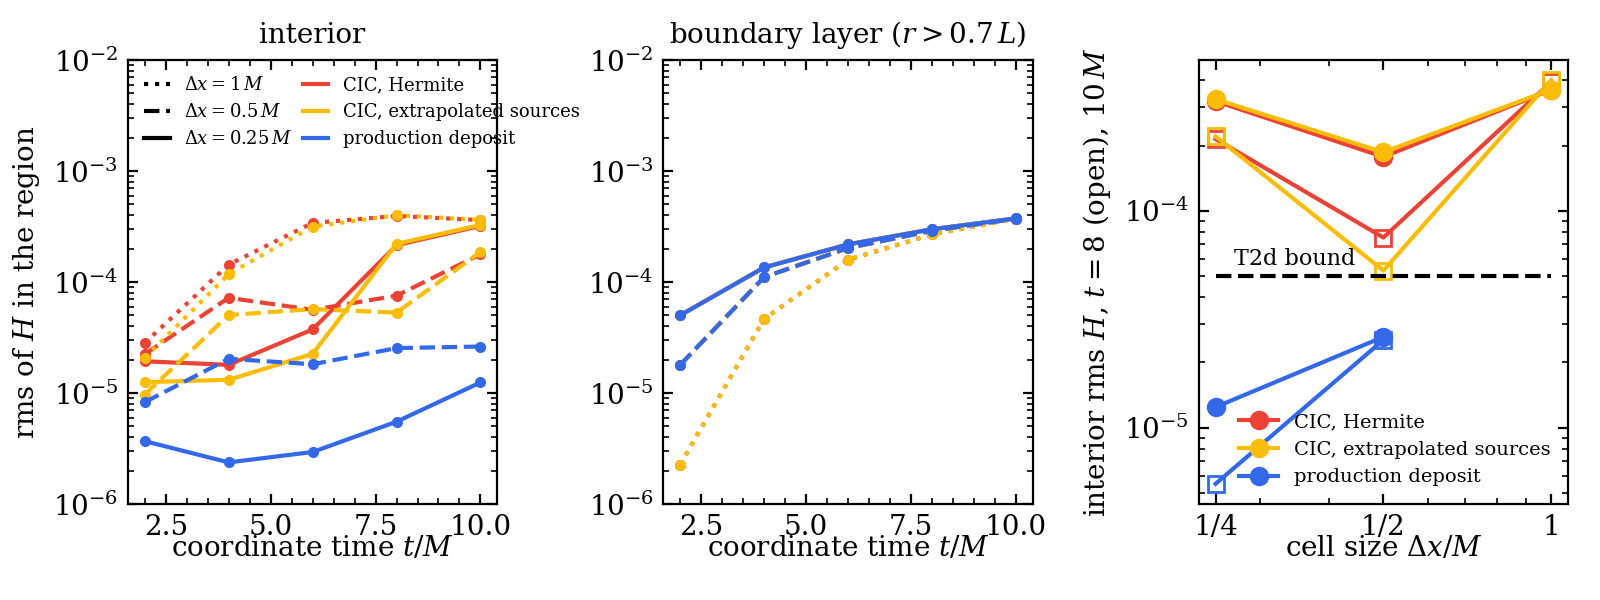 interior
10⁻²
10⁻³
10⁻⁴
10⁻⁵
10⁻⁶
rms of H in the region
Δx = 1 M
Δx = 0.5 M
Δx = 0.25 M
CIC, Hermite
CIC, extrapolated sources
production deposit
2.5 5.0 7.5 10.0
coordinate time t/M
boundary layer (r > 0.7 L)
10⁻²
10⁻³
10⁻⁴
10⁻⁵
10⁻⁶
2.5 5.0 7.5 10.0
coordinate time t/M
interior rms H, t = 8 (open), 10 M
10⁻⁴
10⁻⁵
T2d bound
CIC, Hermite
CIC, extrapolated sources
production deposit
1/4 1/2 1
cell size Δx/M